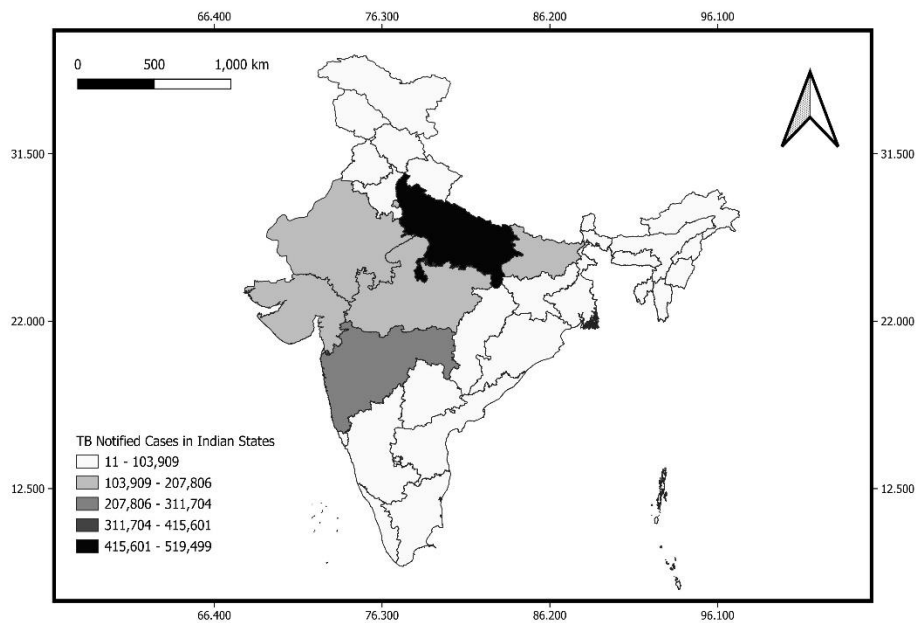 66.400 76.300 86.200 96.100
0 500 1,000 km
31.500 31.500
22.000 22.000
12.500 12.500
TB Notified Cases in Indian States
11 - 103,909
103,909 - 207,806
207,806 - 311,704
311,704 - 415,601
415,601 - 519,499
66.400 76.300 86.200 96.100